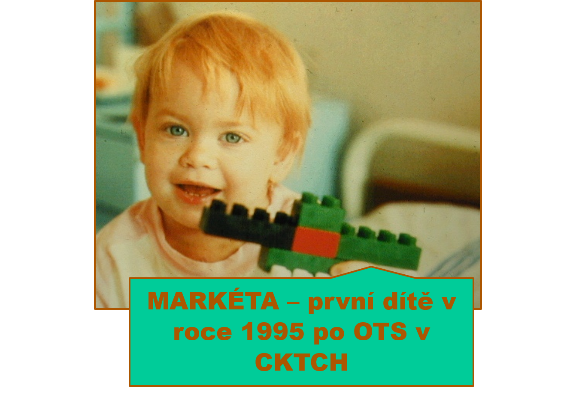 MARKÉTA – první dítě v
roce 1995 po OTS v
CKTCH